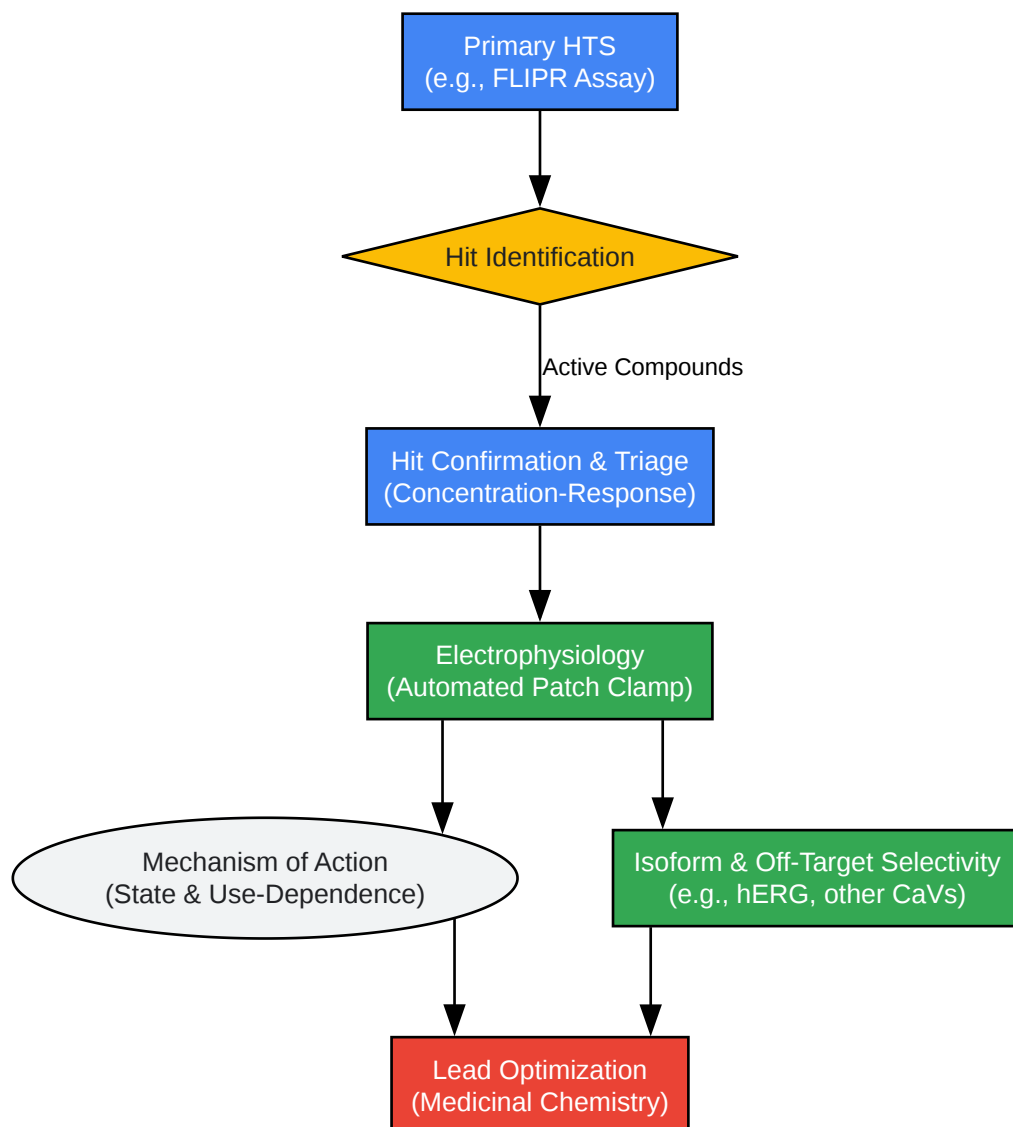 Primary HTS
(e.g., FLIPR Assay)
Hit Identification
Active Compounds
Hit Confirmation & Triage
(Concentration-Response)
Electrophysiology
(Automated Patch Clamp)
Mechanism of Action
(State & Use-Dependence)
Isoform & Off-Target Selectivity
(e.g., hERG, other CaVs)
Lead Optimization
(Medicinal Chemistry)